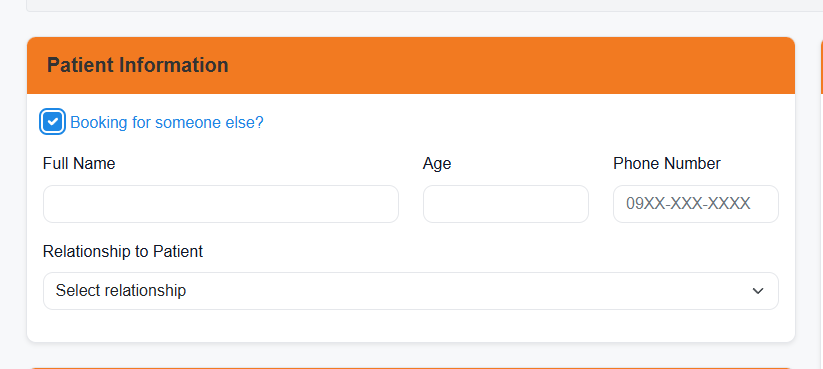 Patient Information
Booking for someone else?
Full Name Age Phone Number
09XX-XXX-XXXX
Relationship to Patient
Select relationship